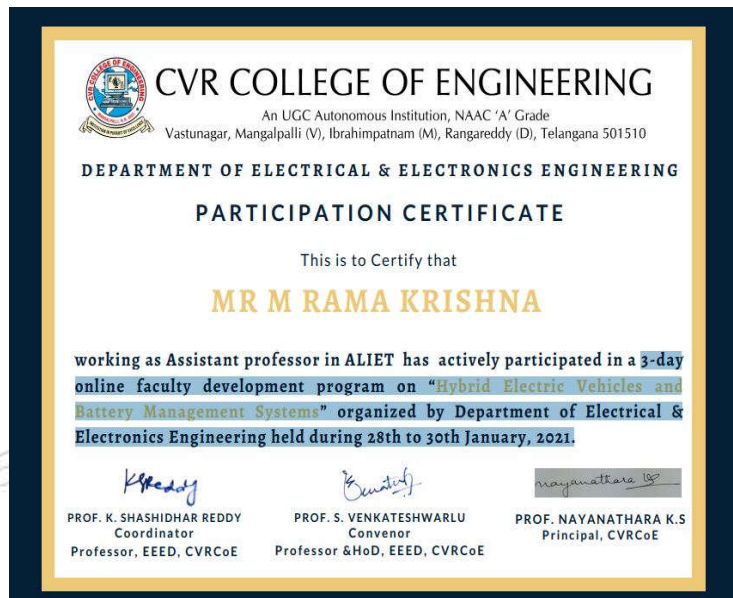 CVR COLLEGE OF ENGINEERING
An UGC Autonomous Institution, NAAC ‘A’ Grade
Vastunagar, Mangalpalli (V), Ibrahimpatnam (M), Rangareddy (D), Telangana 501510
DEPARTMENT OF ELECTRICAL & ELECTRONICS ENGINEERING
PARTICIPATION CERTIFICATE
This is to Certify that
MR M RAMA KRISHNA
working as Assistant professor in ALIET has actively participated in a 3-day
online faculty development program on “Hybrid Electric Vehicles and
Battery Management Systems” organized by Department of Electrical &
Electronics Engineering held during 28th to 30th January, 2021.
KSReddy
nayanathara
PROF. K. SHASHIDHAR REDDY
Coordinator
Professor, EEED, CVRCoE
PROF. S. VENKATESHWARLU
Convenor
Professor &HoD, EEED, CVRCoE
PROF. NAYANATHARA K.S
Principal, CVRCoE